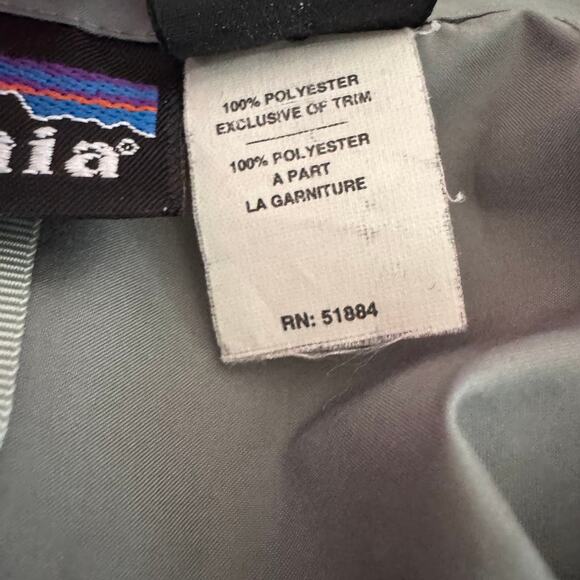 nia®
100% POLYESTER
EXCLUSIVE OF TRIM
100% POLYESTER
A PART
LA GARNITURE
RN: 51884